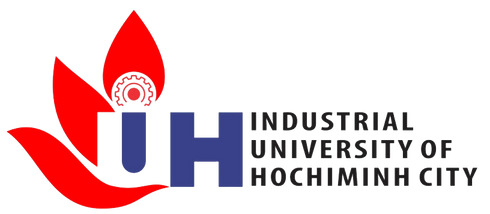 IUH
INDUSTRIAL
UNIVERSITY OF
HOCHIMINH CITY